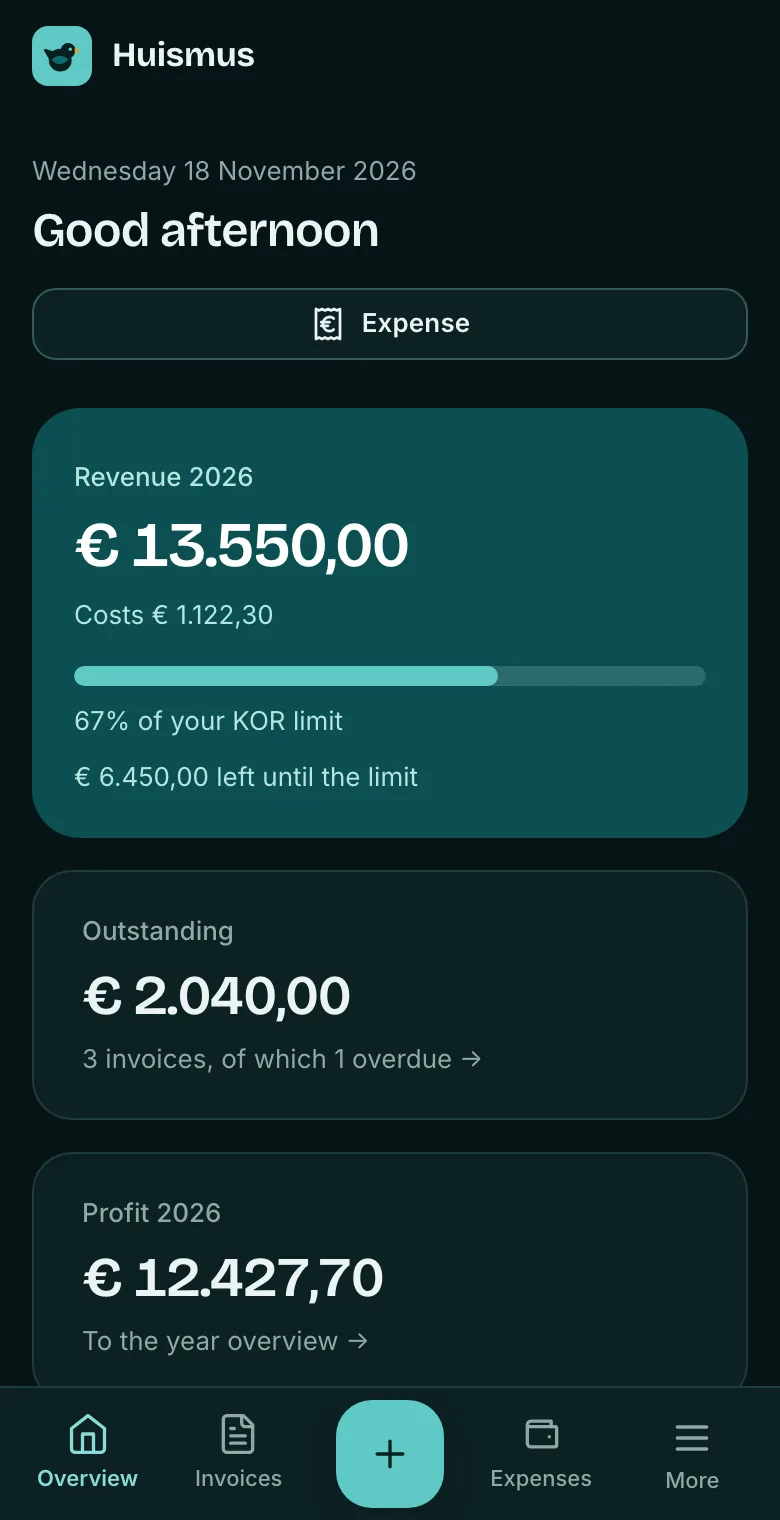 Huismus
Wednesday 18 November 2026
Good afternoon
Expense
Revenue 2026
€ 13.550,00
Costs € 1.122,30
67% of your KOR limit
€ 6.450,00 left until the limit
Outstanding
€ 2.040,00
3 invoices, of which 1 overdue →
Profit 2026
€ 12.427,70
To the year overview →
Overview
Invoices
Expenses
More